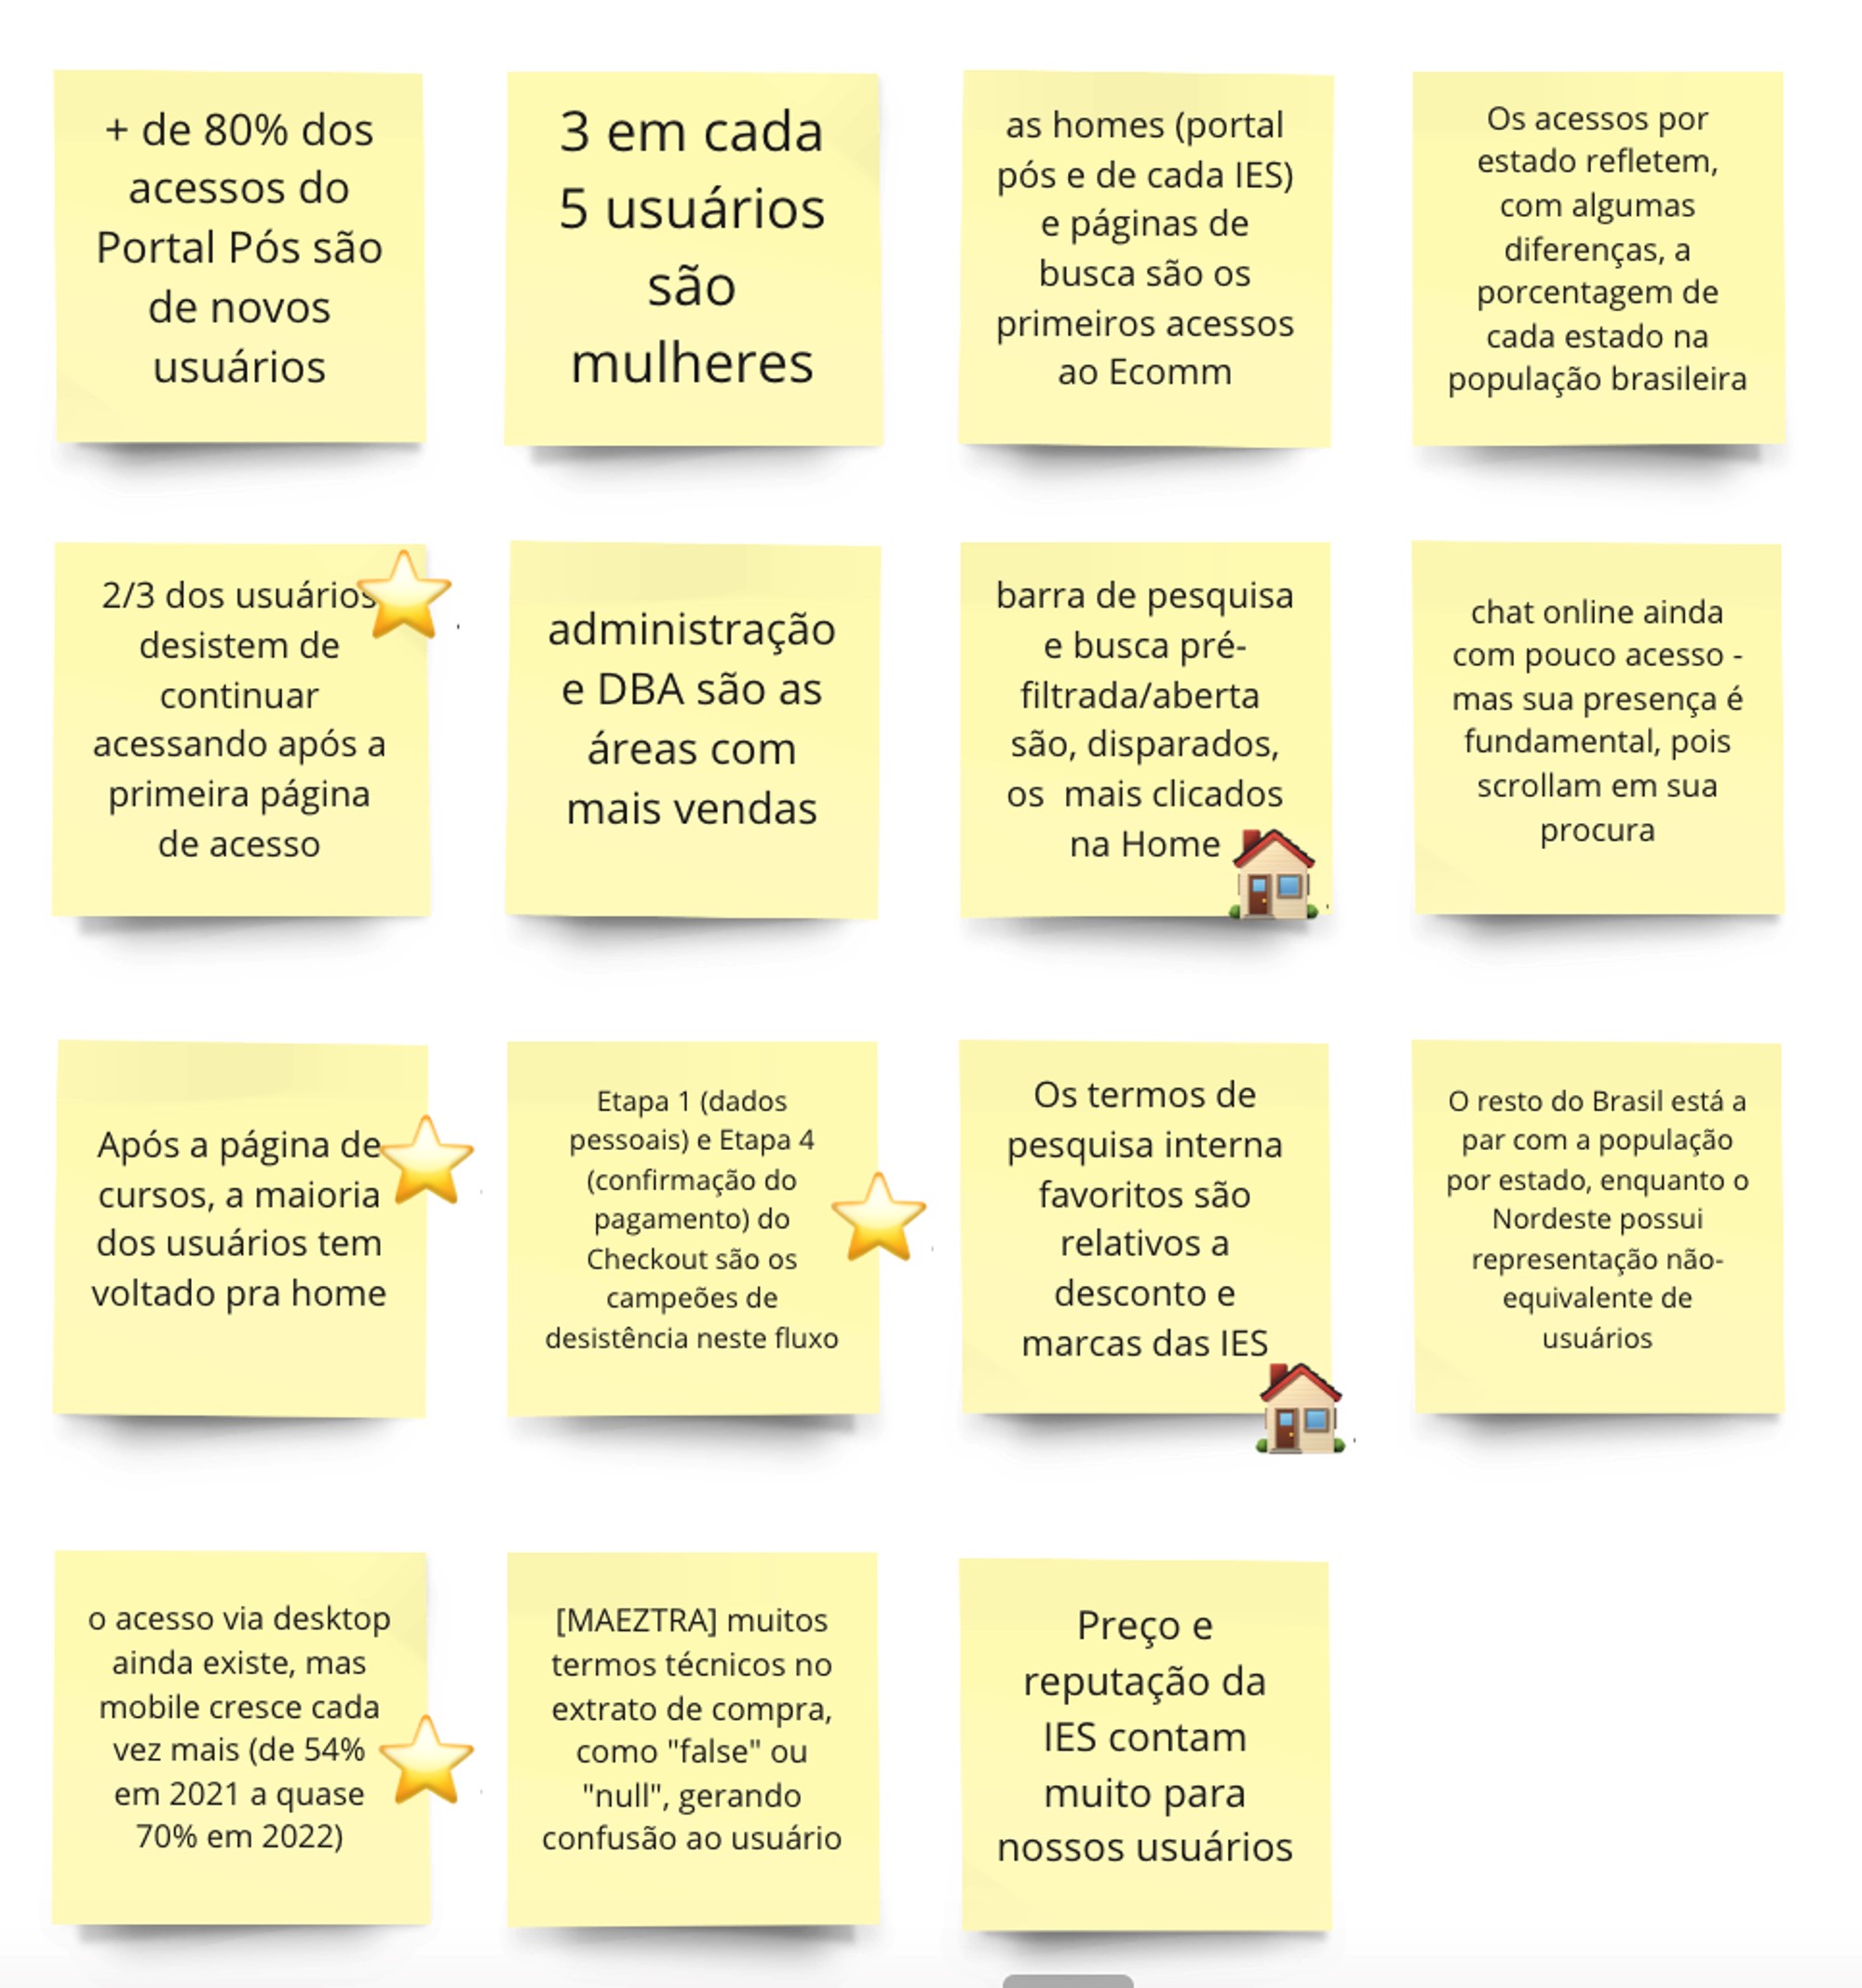 + de 80% dos
acessos do
Portal Pós são
de novos
usuários
3 em cada
5 usuários
são
mulheres
as homes (portal
pós e de cada IES)
e páginas de
busca são os
primeiros acessos
ao Ecomm
Os acessos por
estado refletem,
com algumas
diferenças, a
porcentagem de
cada estado na
população brasileira
2/3 dos usuários
desistem de
continuar
acessando após a
primeira página
de acesso
administração
e DBA são as
áreas com
mais vendas
barra de pesquisa
e busca pré-
filtrada/aberta
são, disparados,
os  mais clicados
na Home
chat online ainda
com pouco acesso -
mas sua presença é
fundamental, pois
scrollam em sua
procura
Após a página de
cursos, a maioria
dos usuários tem
voltado pra home
Etapa 1 (dados
pessoais) e Etapa 4
(confirmação do
pagamento) do
Checkout são os
campeões de
desistência neste fluxo
Os termos de
pesquisa interna
favoritos são
relativos a
desconto e
marcas das IES
O resto do Brasil está a
par com a população
por estado, enquanto o
Nordeste possui
representação não-
equivalente de
usuários
o acesso via desktop
ainda existe, mas
mobile cresce cada
vez mais (de 54%
em 2021 a quase
70% em 2022)
[MAEZTRA] muitos
termos técnicos no
extrato de compra,
como "false" ou
"null", gerando
confusão ao usuário
Preço e
reputação da
IES contam
muito para
nossos usuários